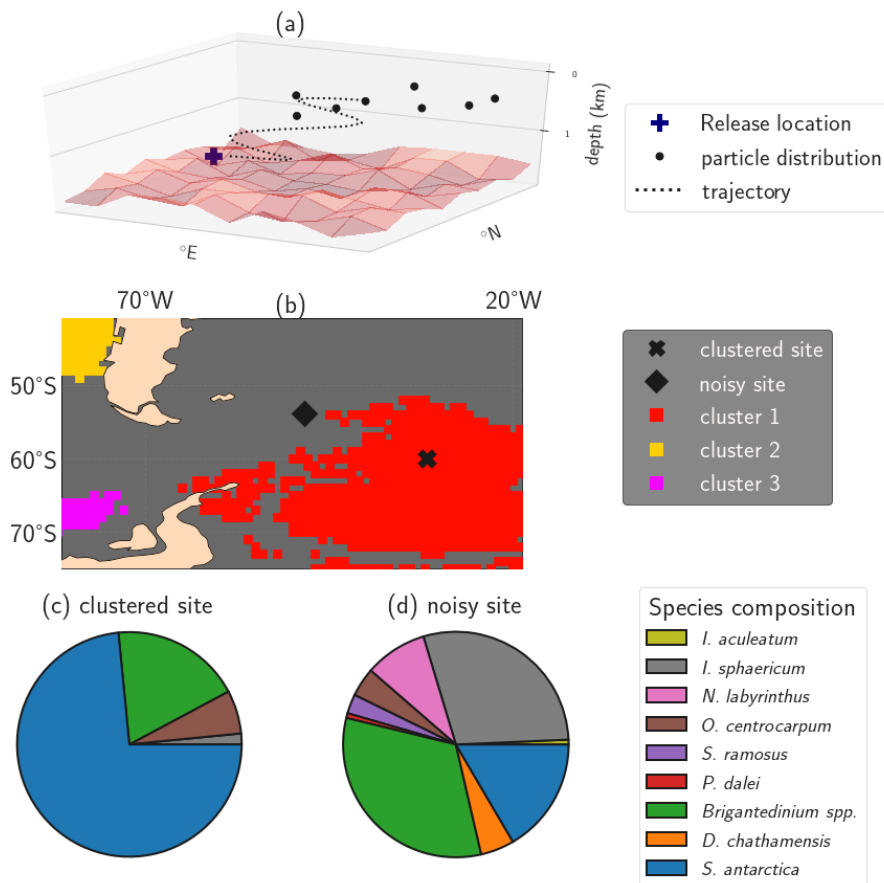 (a)
0
1
depth (km)
°E
°N
Release location
particle distribution
trajectory
(b)
70°W
20°W
50°S
60°S
70°S
clustered site
noisy site
cluster 1
cluster 2
cluster 3
(c) clustered site
(d) noisy site
Species composition
I. aculeatum
I. sphaericum
N. labyrinthus
O. centrocarpum
S. ramosus
P. dalei
Brigantedinium spp.
D. chathamensis
S. antarctica